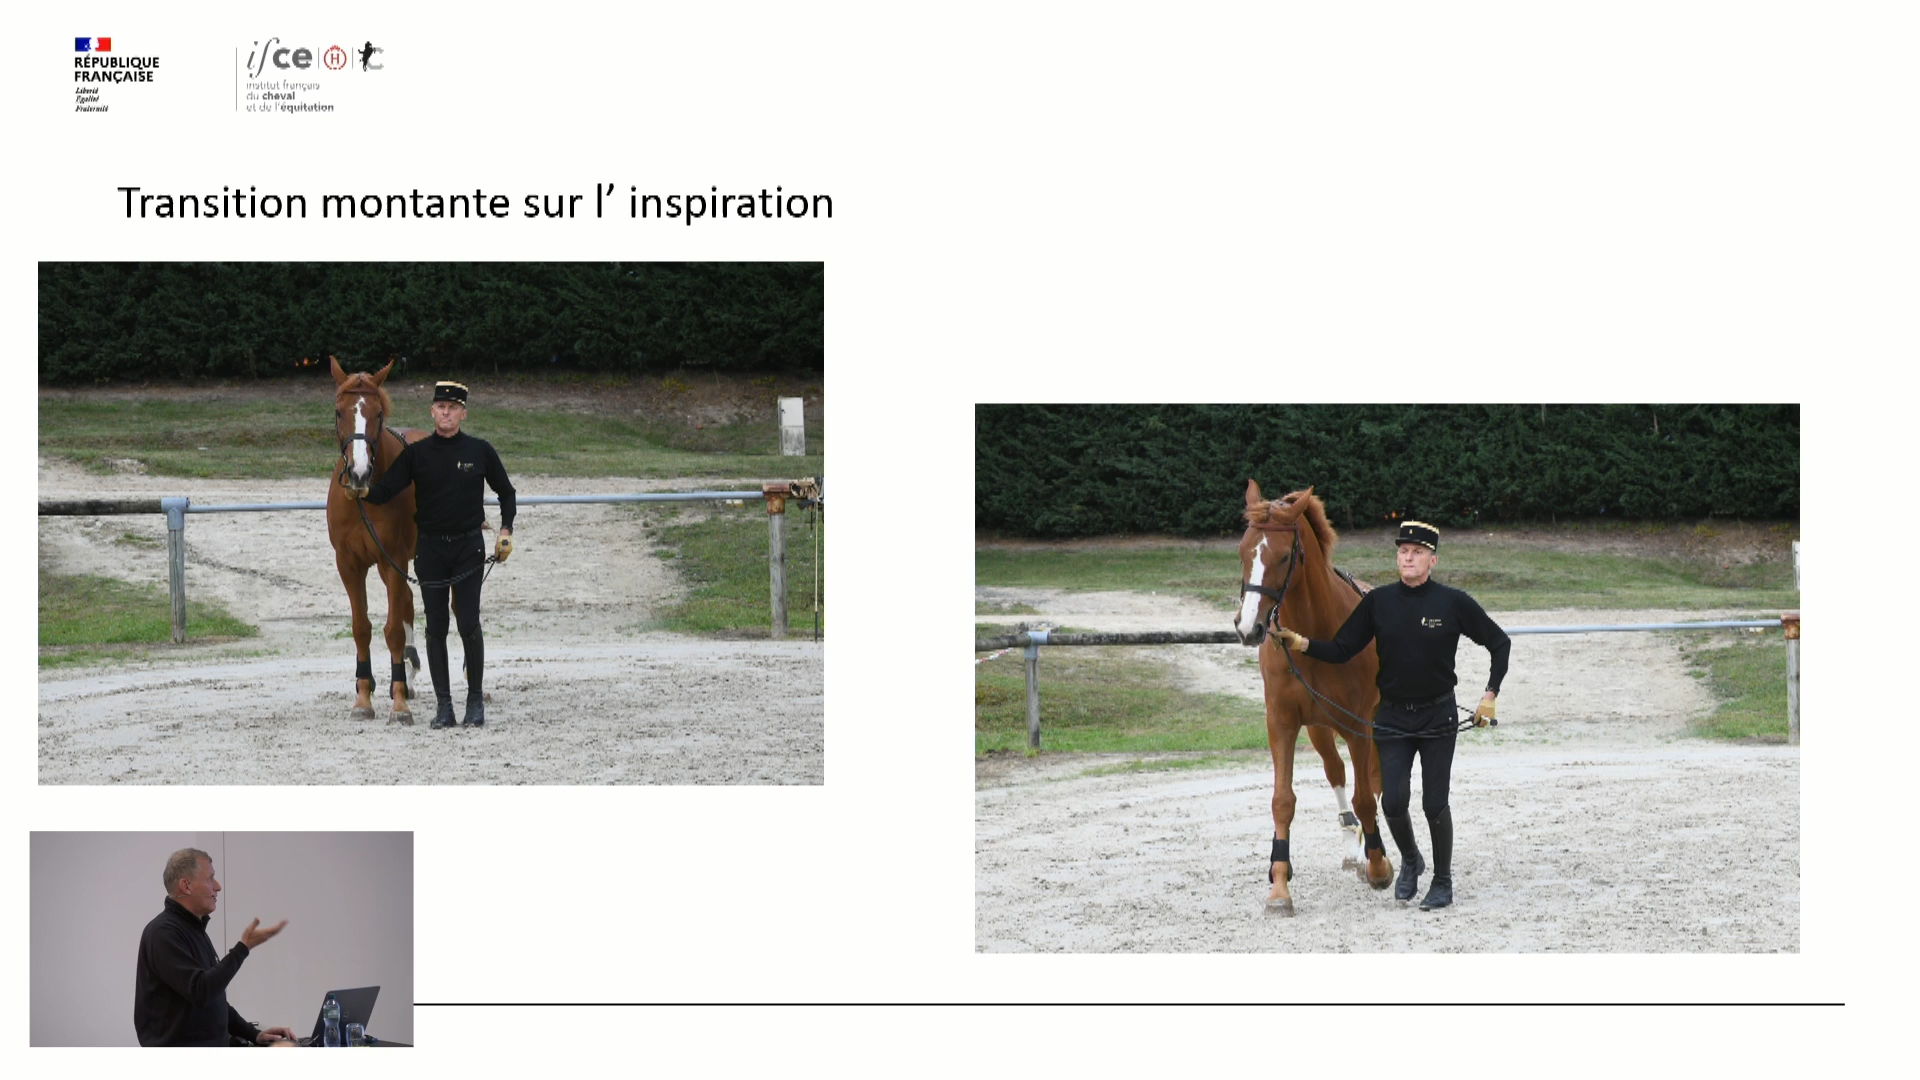 RÉPUBLIQUE
FRANÇAISE
Liberté
Égalité
Fraternité
ifce
H
institut français
du cheval
et de l'équitation
Transition montante sur l’ inspiration